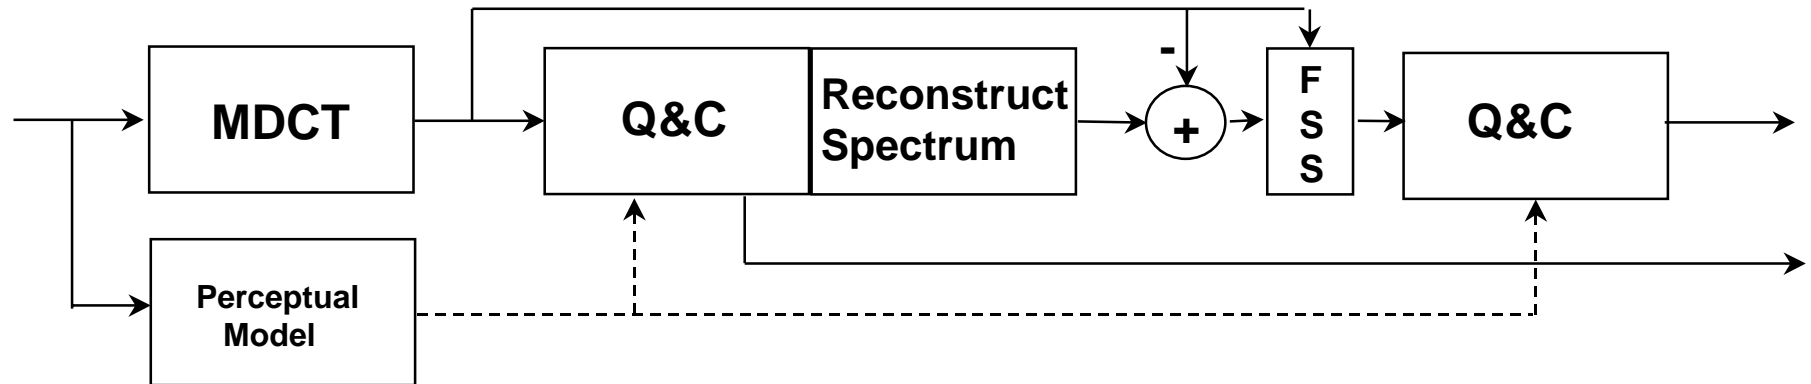 MDCT
Q&C
Reconstruct
Spectrum
-
+
F
S
S
Q&C
Perceptual
Model